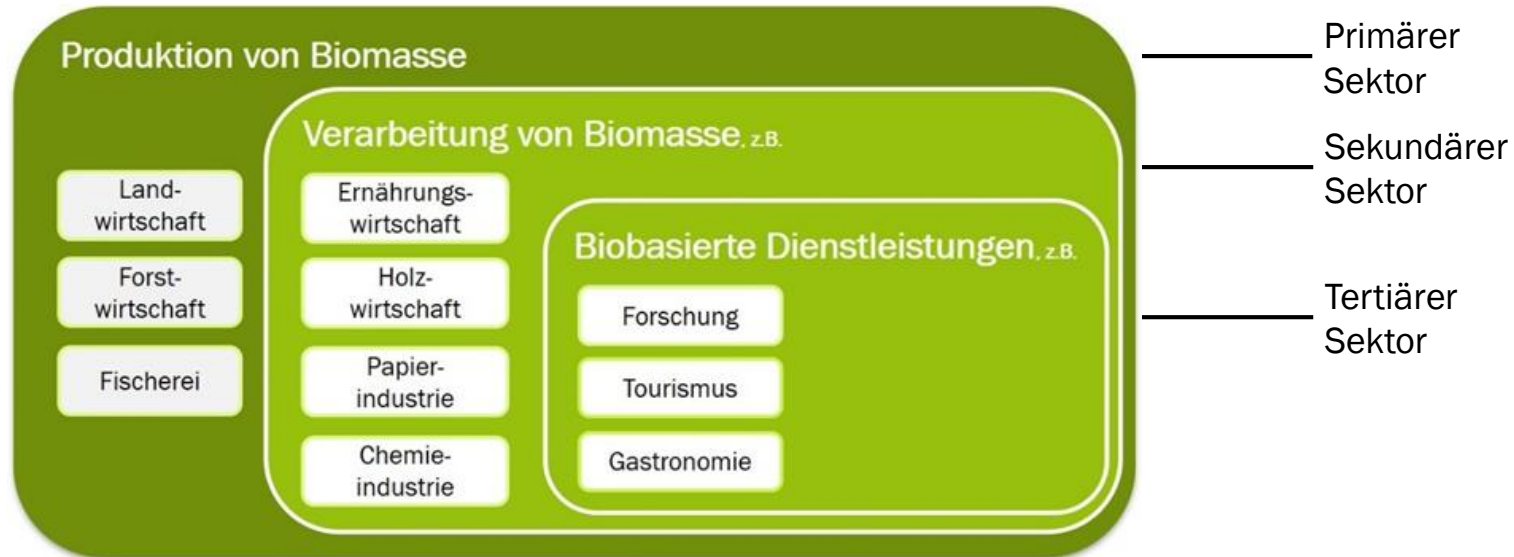 Produktion von Biomasse
Primärer
Sektor
Verarbeitung von Biomasse, z.B.
Sekundärer
Sektor
Land-
wirtschaft
Ernährungs-
wirtschaft
Biobasierte Dienstleistungen, z.B.
Forst-
wirtschaft
Holz-
wirtschaft
Forschung
Tertiärer
Sektor
Fischerei
Papier-
industrie
Tourismus
Chemie-
industrie
Gastronomie